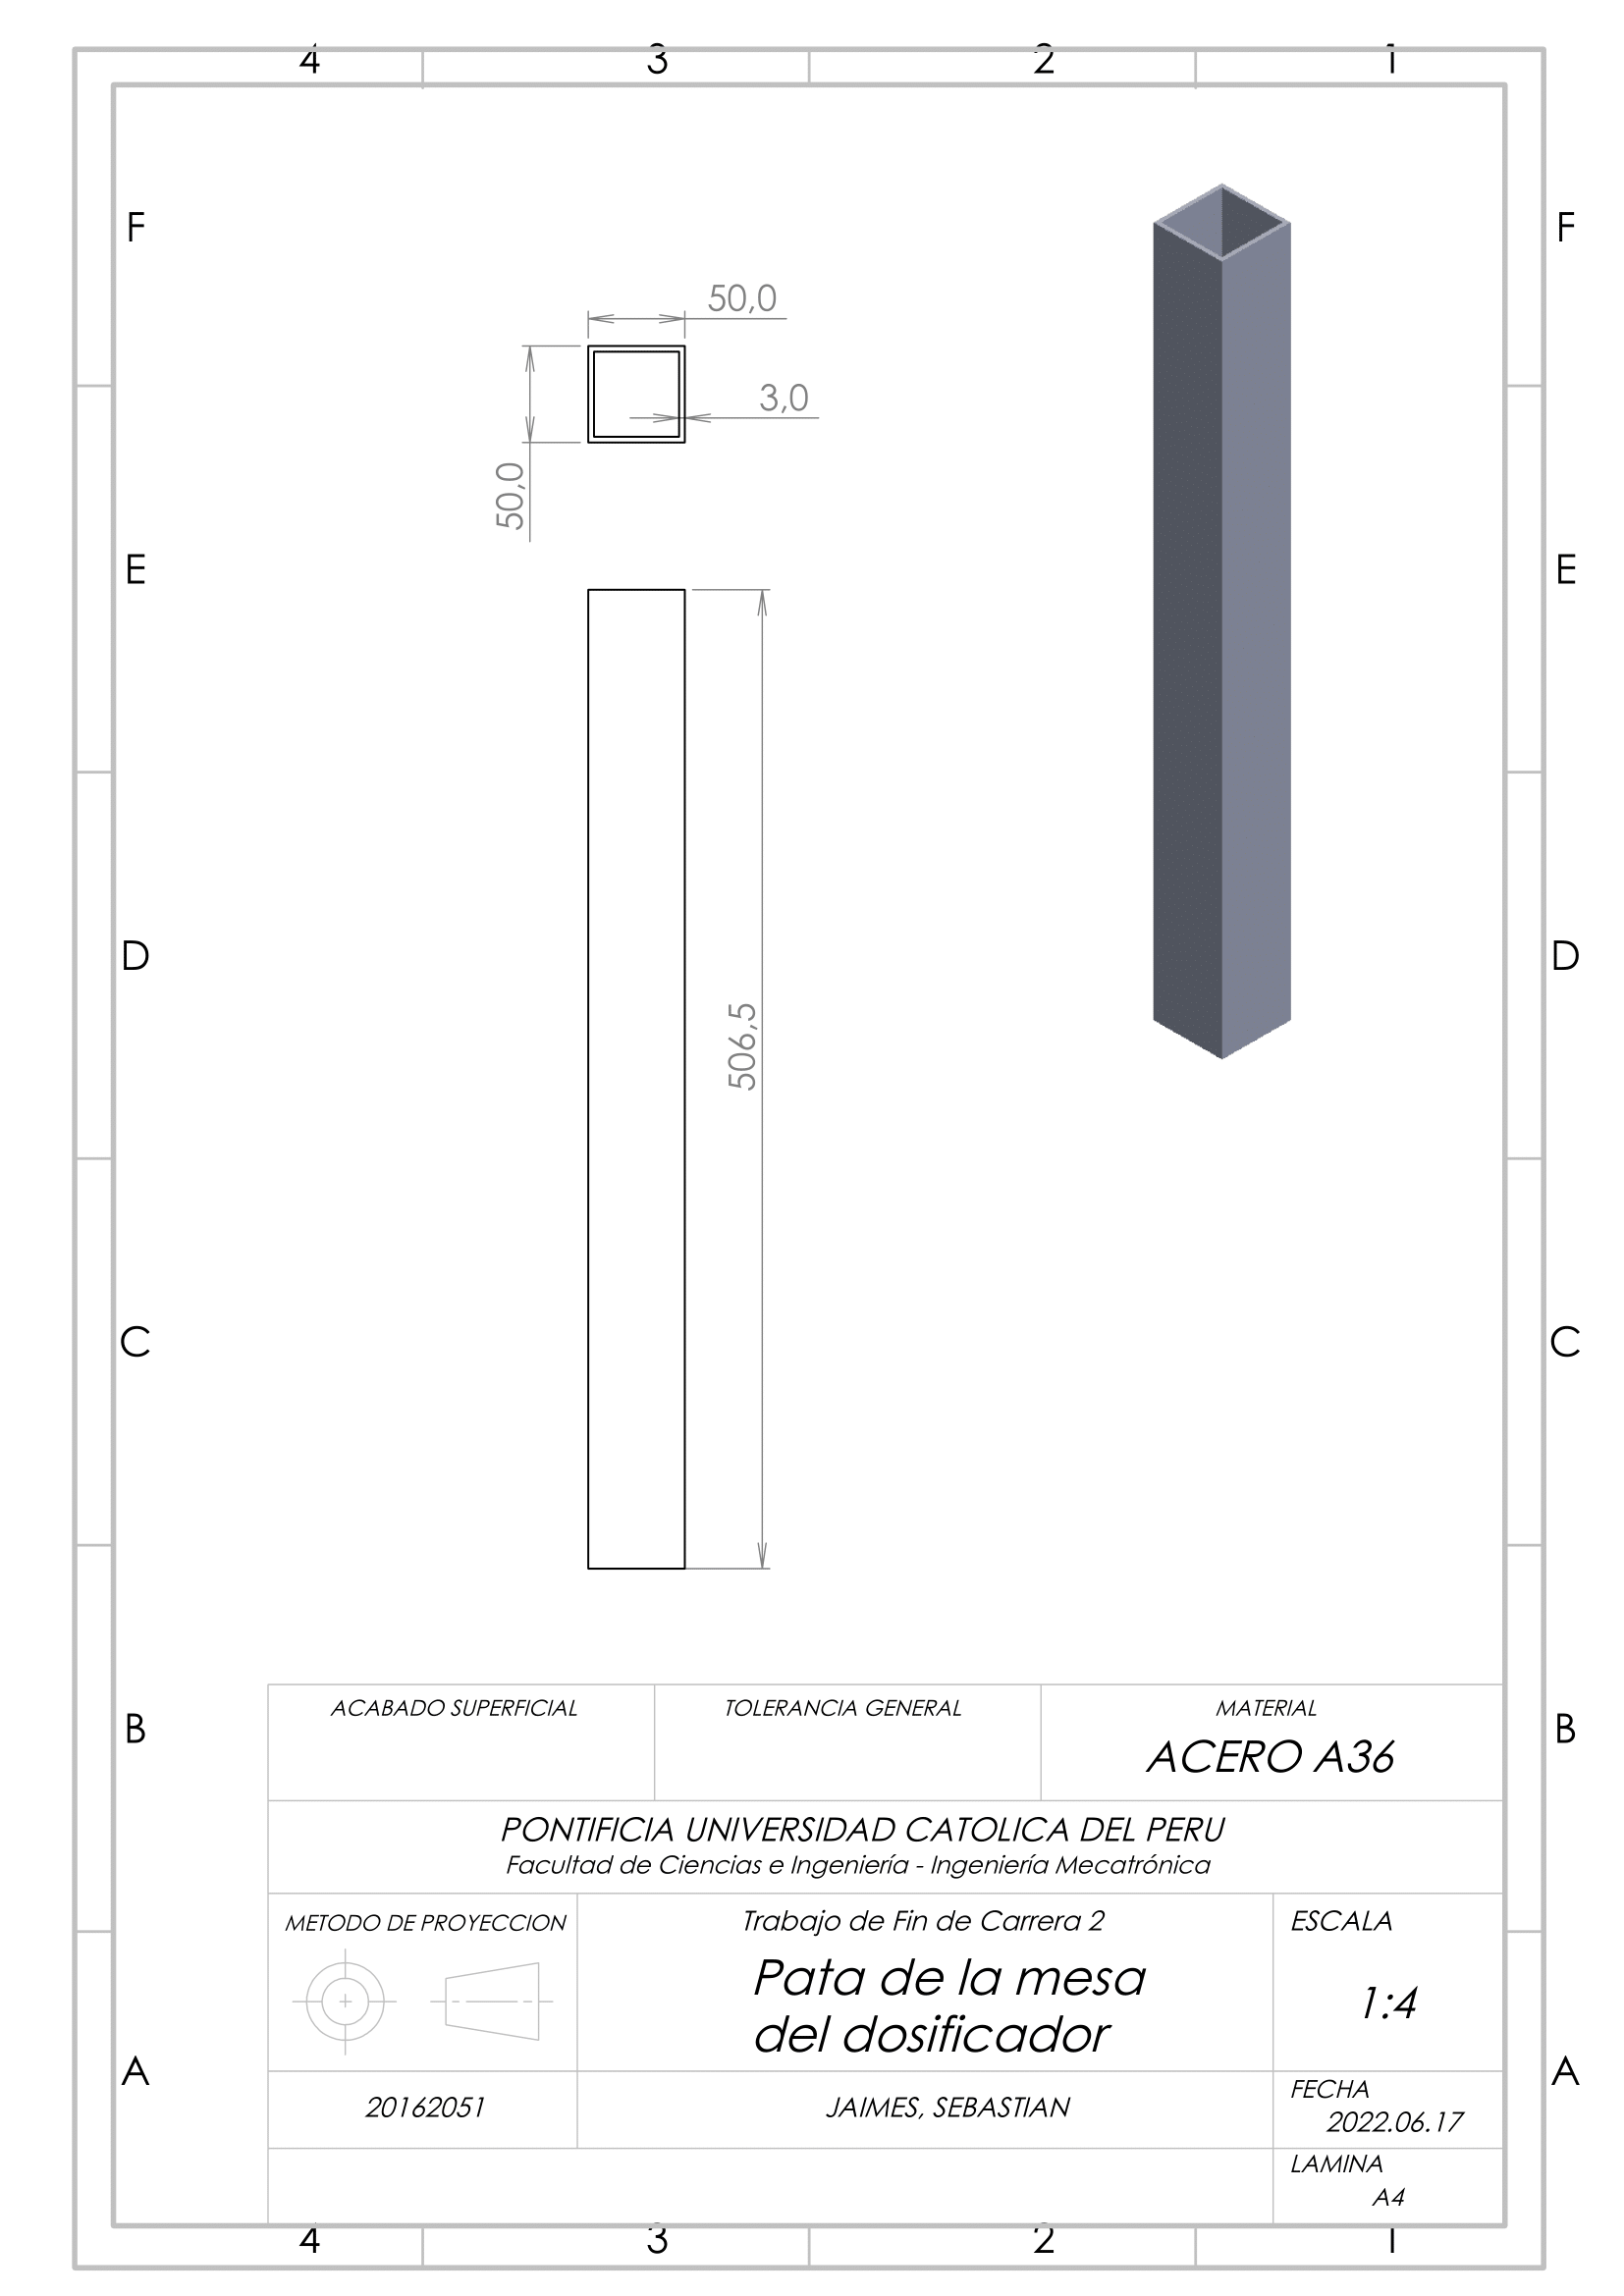 4 3 2 1
F F
50,0
3,0
50,0
E E
D D
506,5
C C
ACABADO SUPERFICIAL
TOLERANCIA GENERAL
MATERIAL
ACERO A36
B B
PONTIFICIA UNIVERSIDAD CATOLICA DEL PERU
Facultad de Ciencias e Ingeniería - Ingeniería Mecatrónica
METODO DE PROYECCION
Trabajo de Fin de Carrera 2
Pata de la mesa
del dosificador
ESCALA
1:4
A A
20162051
JAIMES, SEBASTIAN
FECHA
2022.06.17
LAMINA
A4
4 3 2 1